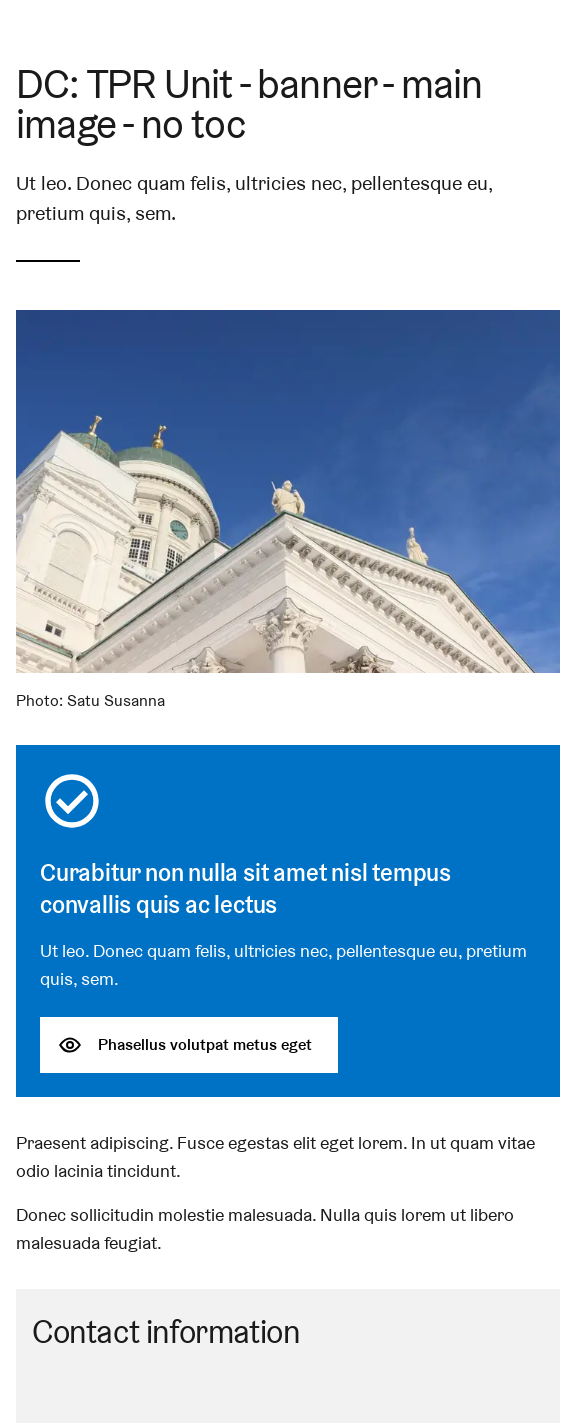 DC: TPR Unit - banner - main
image - no toc
Ut leo. Donec quam felis, ultricies nec, pellentesque eu,
pretium quis, sem.
Photo: Satu Susanna
Curabitur non nulla sit amet nisl tempus
convallis quis ac lectus
Ut leo. Donec quam felis, ultricies nec, pellentesque eu, pretium
quis, sem.
Phasellus volutpat metus eget
Praesent adipiscing. Fusce egestas elit eget lorem. In ut quam vitae
odio lacinia tincidunt.
Donec sollicitudin molestie malesuada. Nulla quis lorem ut libero
malesuada feugiat.
Contact information